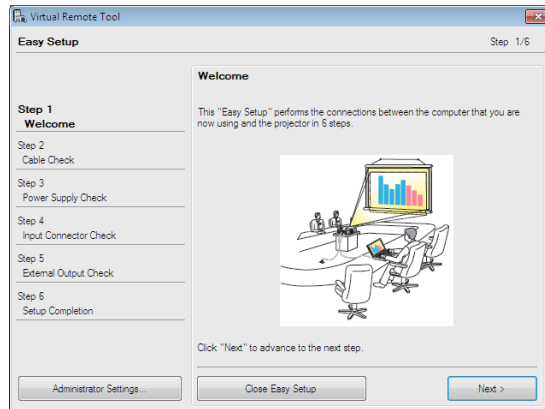 Virtual Remote Tool
Easy Setup
Step 1/6
Welcome
Step 1
Welcome
Step 2
Cable Check
Step 3
Power Supply Check
Step 4
Input Connector Check
Step 5
External Output Check
Step 6
Setup Completion
This "Easy Setup" performs the connections between the computer that you are
now using and the projector in 6 steps.
Click "Next" to advance to the next step.
Administrator Settings...
Close Easy Setup
Next >